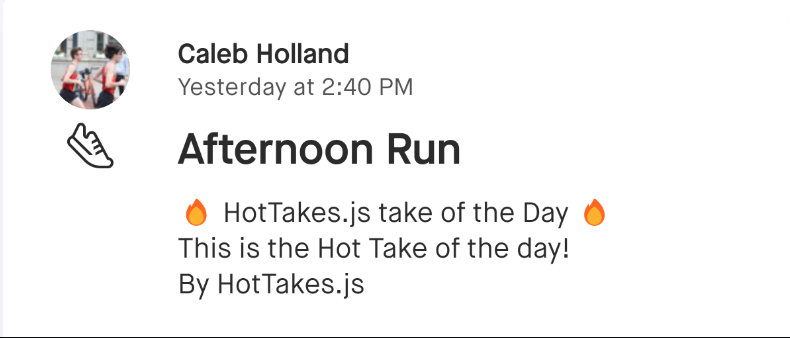 Caleb Holland
Yesterday at 2:40 PM
Afternoon Run
🔥 HotTakes.js take of the Day 🔥
This is the Hot Take of the day!
By HotTakes.js